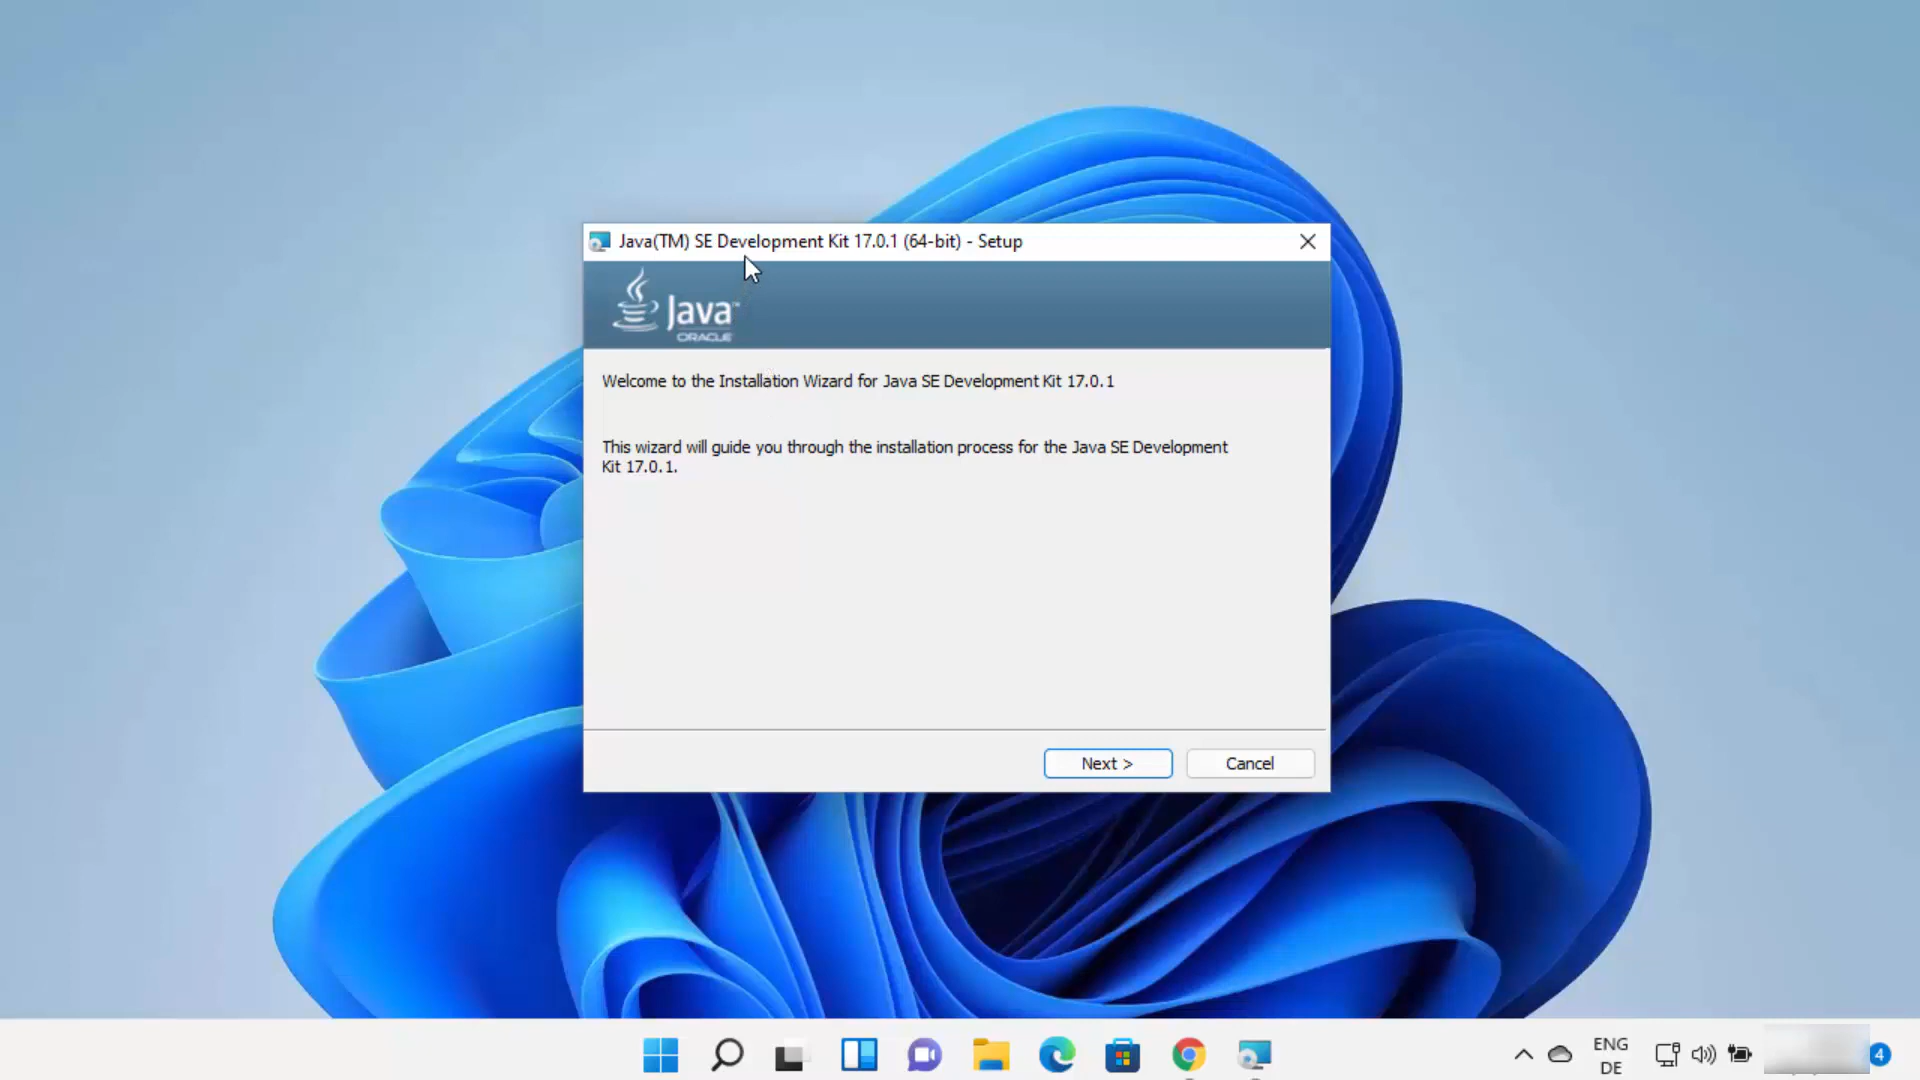 Java(TM) SE Development Kit 17.0.1 (64-bit) - Setup
Java™
ORACLE
Welcome to the Installation Wizard for Java SE Development Kit 17.0.1
This wizard will guide you through the installation process for the Java SE Development
Kit 17.0.1.
Next >
Cancel
ENG
DE
4